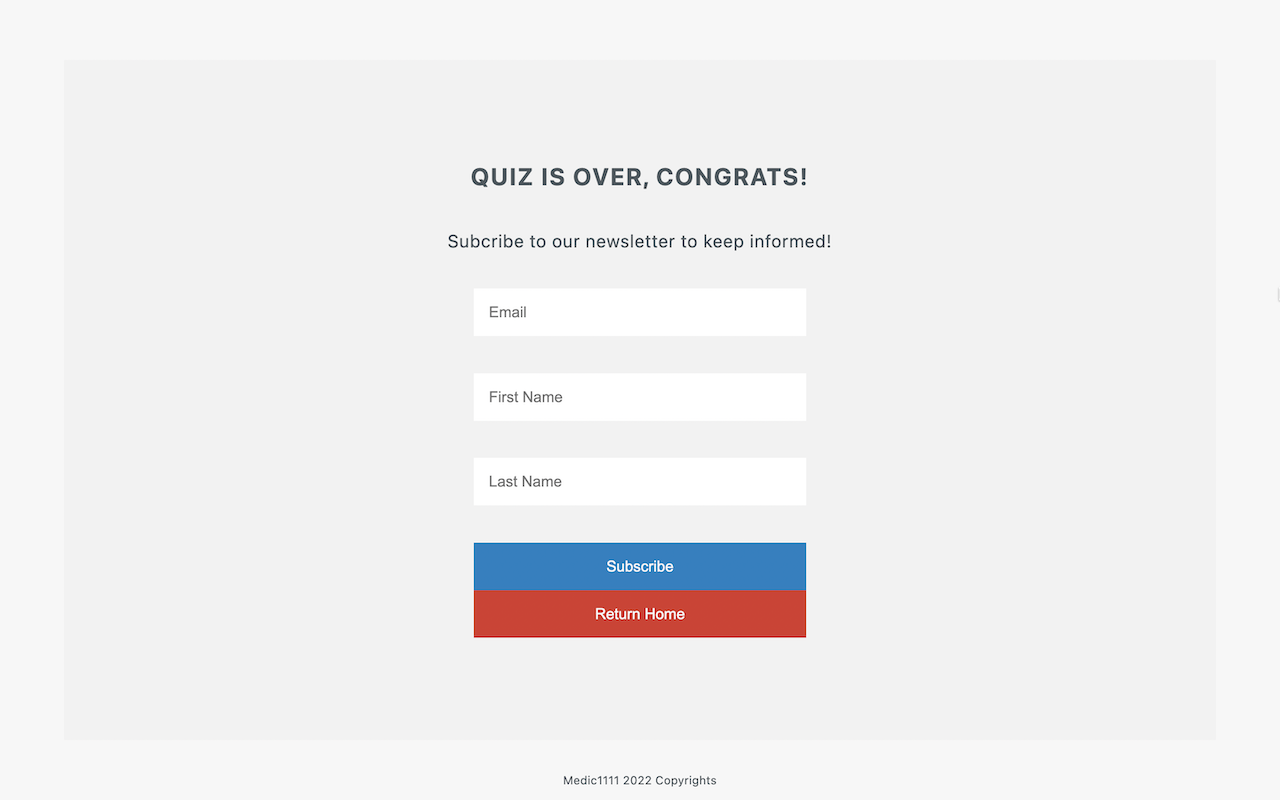 QUIZ IS OVER, CONGRATS!
Subcribe to our newsletter to keep informed!
Email
First Name
Last Name
Subscribe
Return Home
Medic1111 2022 Copyrights